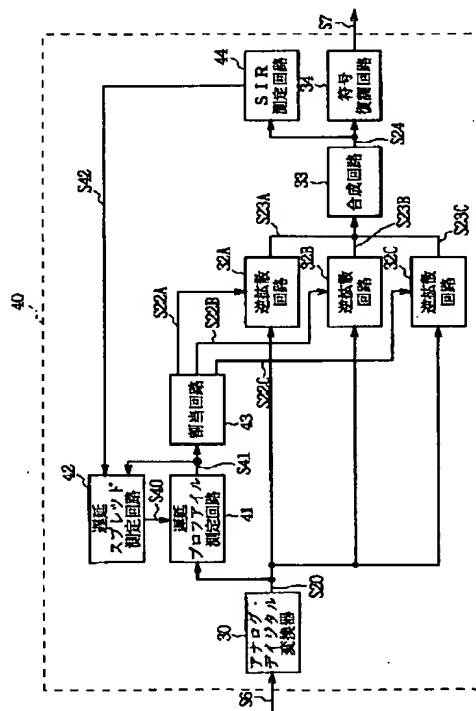 40
S6
30
アナログ・
ディジタル
変換器
S20
42
遅延
スプレッド
測定回路
S40
遅延
プロファイル
測定回路
41
S41
割当回路
43
S42
S22A
S22B
S22C
32A
逆拡散
回路
32B
逆拡散
回路
32C
逆拡散
回路
S23A
S23B
S23C
33
合成回路
S24
44
SIR
測定回路
34
符号
復調回路
S7